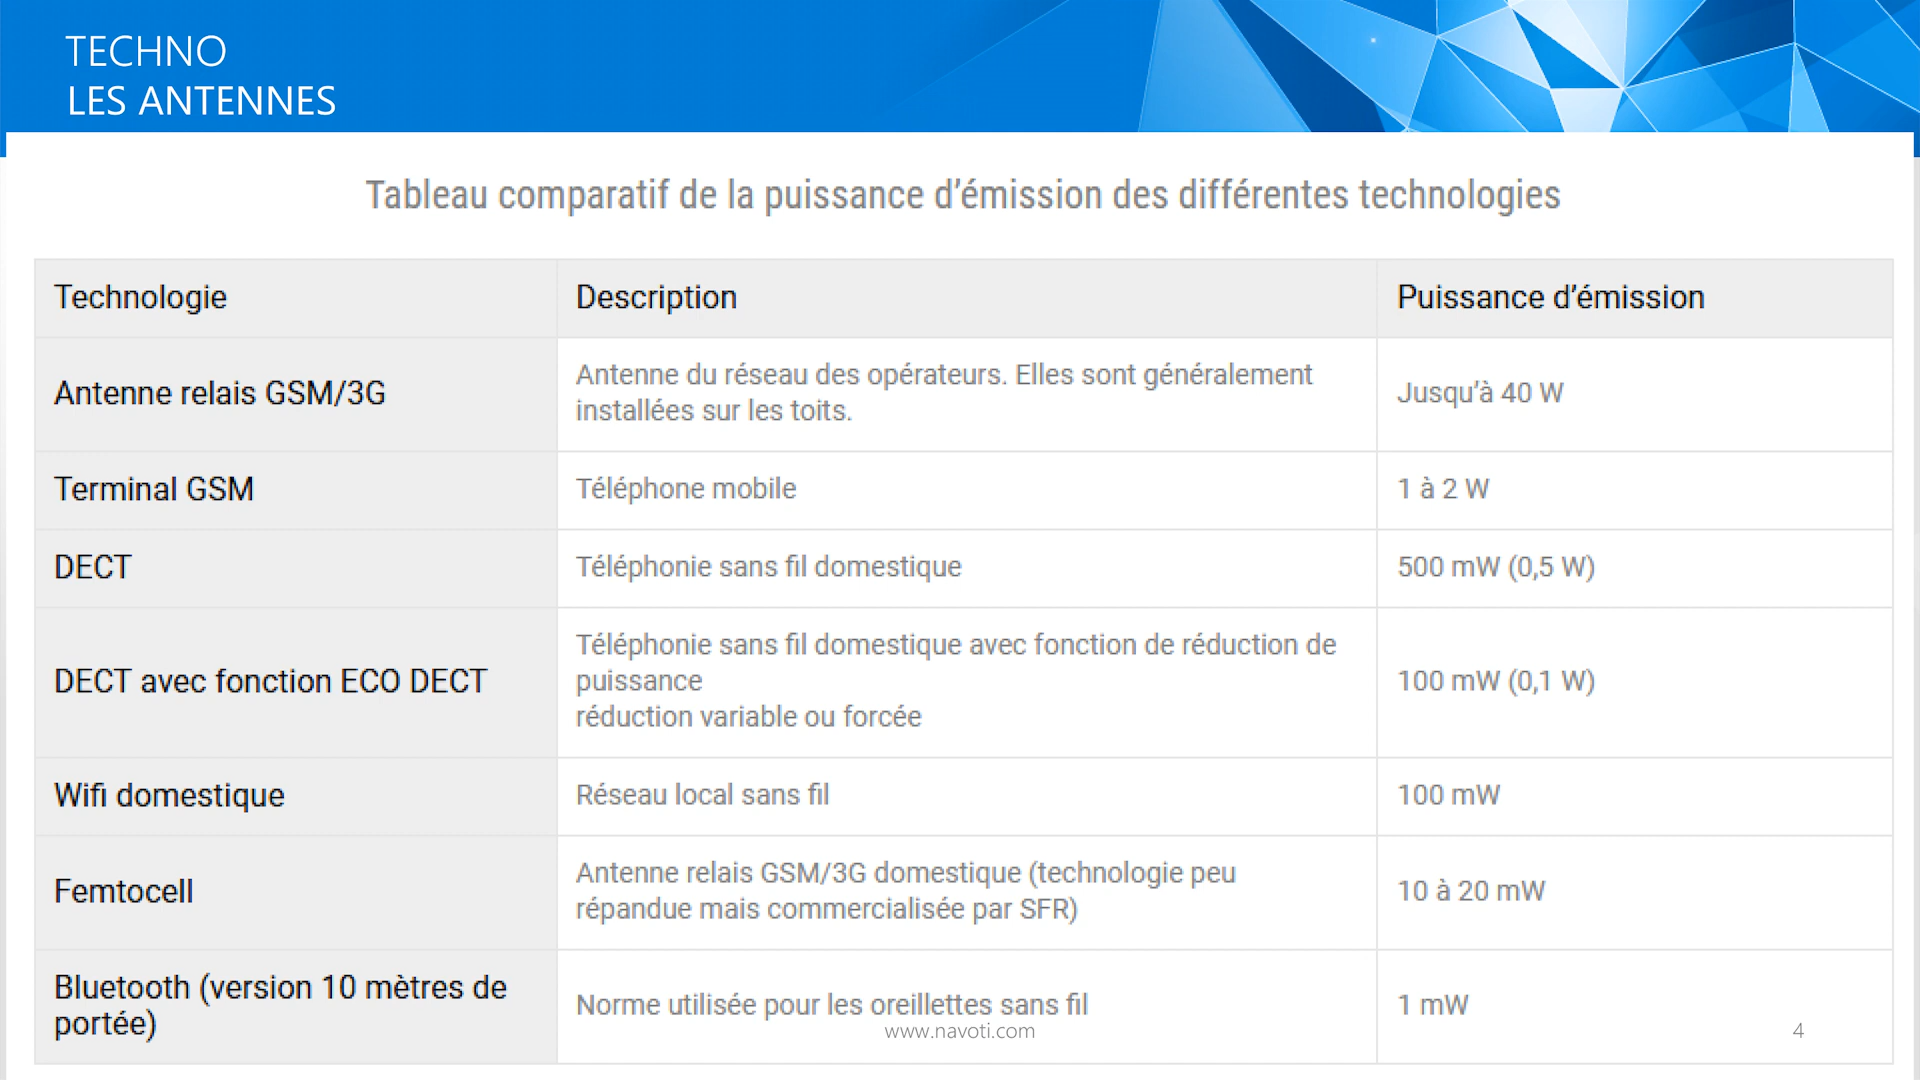 TECHNO
LES ANTENNES
Tableau comparatif de la puissance d’émission des différentes technologies
Technologie
Description
Puissance d’émission
Antenne relais GSM/3G
Antenne du réseau des opérateurs. Elles sont généralement
installées sur les toits.
Jusqu’à 40 W
Terminal GSM
Téléphone mobile
1 à 2 W
DECT
Téléphonie sans fil domestique
500 mW (0,5 W)
DECT avec fonction ECO DECT
Téléphonie sans fil domestique avec fonction de réduction de
puissance
réduction variable ou forcée
100 mW (0,1 W)
Wifi domestique
Réseau local sans fil
100 mW
Femtocell
Antenne relais GSM/3G domestique (technologie peu
répandue mais commercialisée par SFR)
10 à 20 mW
Bluetooth (version 10 mètres de
portée)
Norme utilisée pour les oreillettes sans fil
1 mW
www.navoti.com
4